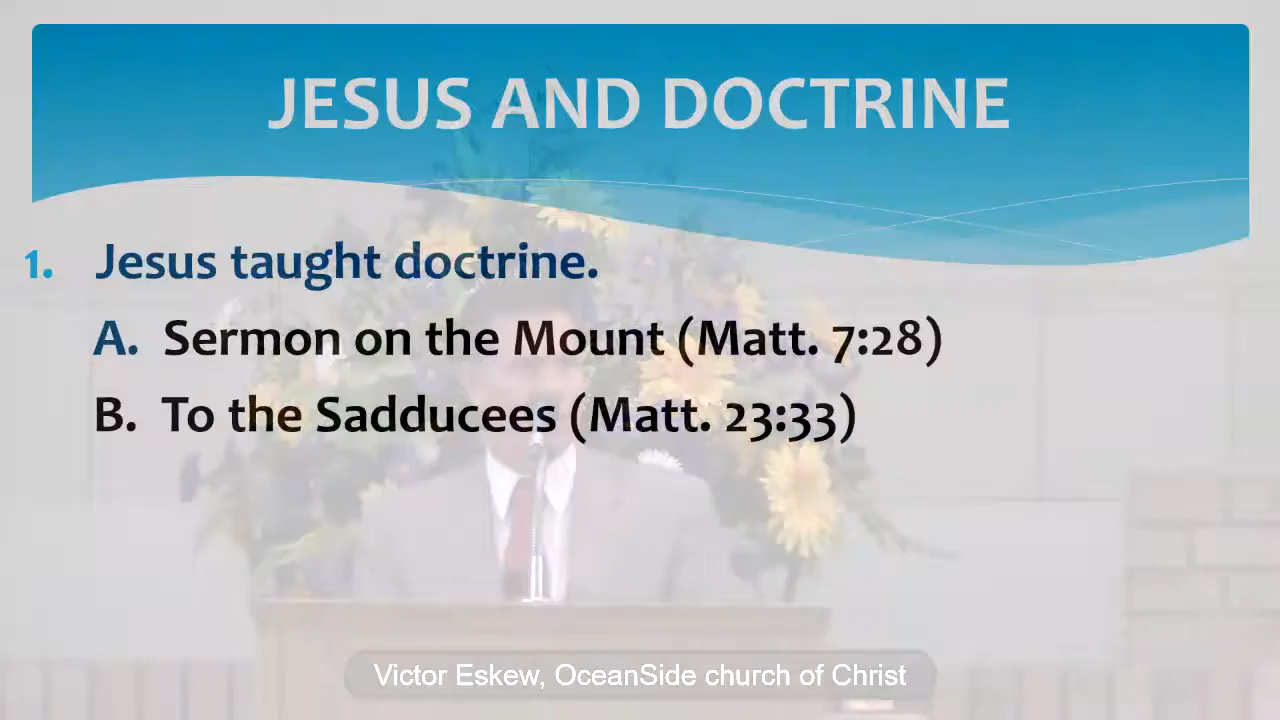 JESUS AND DOCTRINE
1. Jesus taught doctrine.
A. Sermon on the Mount (Matt. 7:28)
B. To the Sadducees (Matt. 23:33)
Victor Eskew, OceanSide church of Christ